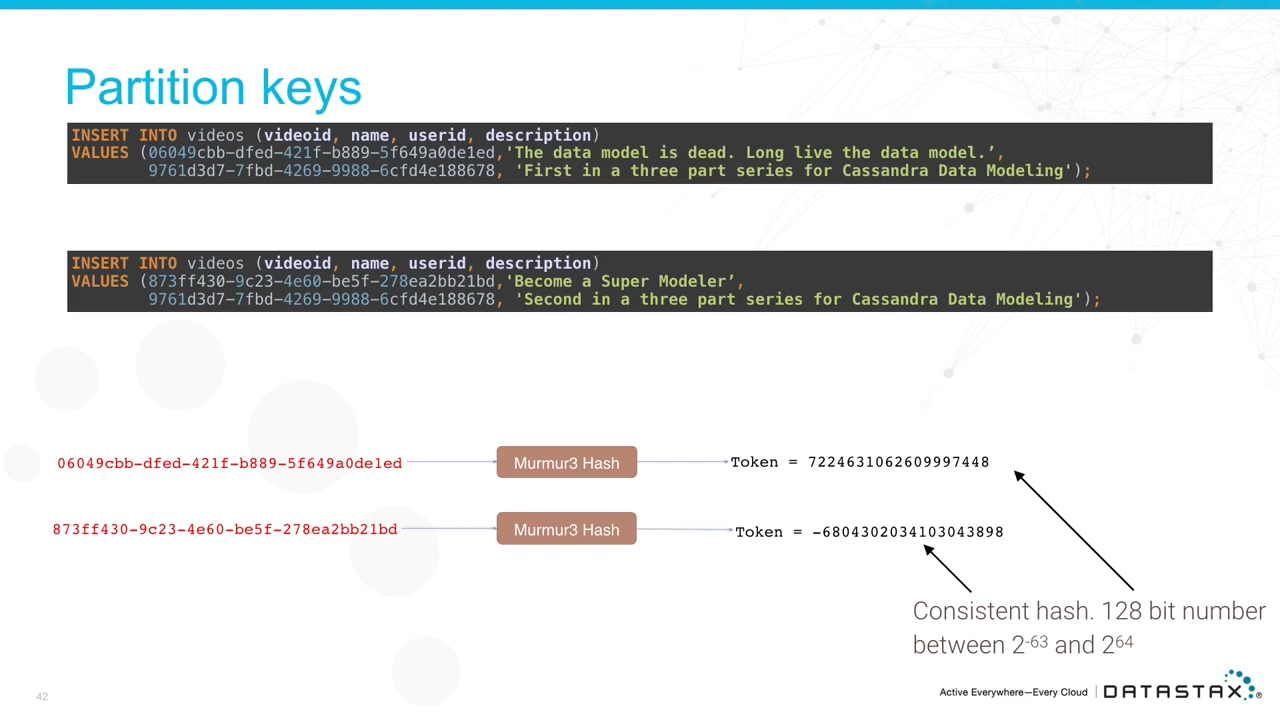 Partition keys
INSERT INTO videos (videoid, name, userid, description)
VALUES (06049cbb-dfed-421f-b889-5f649a0de1ed,'The data model is dead. Long live the data model.’,
9761d3d7-7fbd-4269-9988-6cfd4e188678, 'First in a three part series for Cassandra Data Modeling');
INSERT INTO videos (videoid, name, userid, description)
VALUES (873ff430-9c23-4e60-be5f-278ea2bb21bd,'Become a Super Modeler’,
9761d3d7-7fbd-4269-9988-6cfd4e188678, 'Second in a three part series for Cassandra Data Modeling');
06049cbb-dfed-421f-b889-5f649a0de1ed
Murmur3 Hash
Token = 7224631062609997448
873ff430-9c23-4e60-be5f-278ea2bb21bd
Murmur3 Hash
Token = -6804302034103043898
Consistent hash. 128 bit number
between 2-63 and 264
42
Active Everywhere—Every Cloud | DATASTAX®